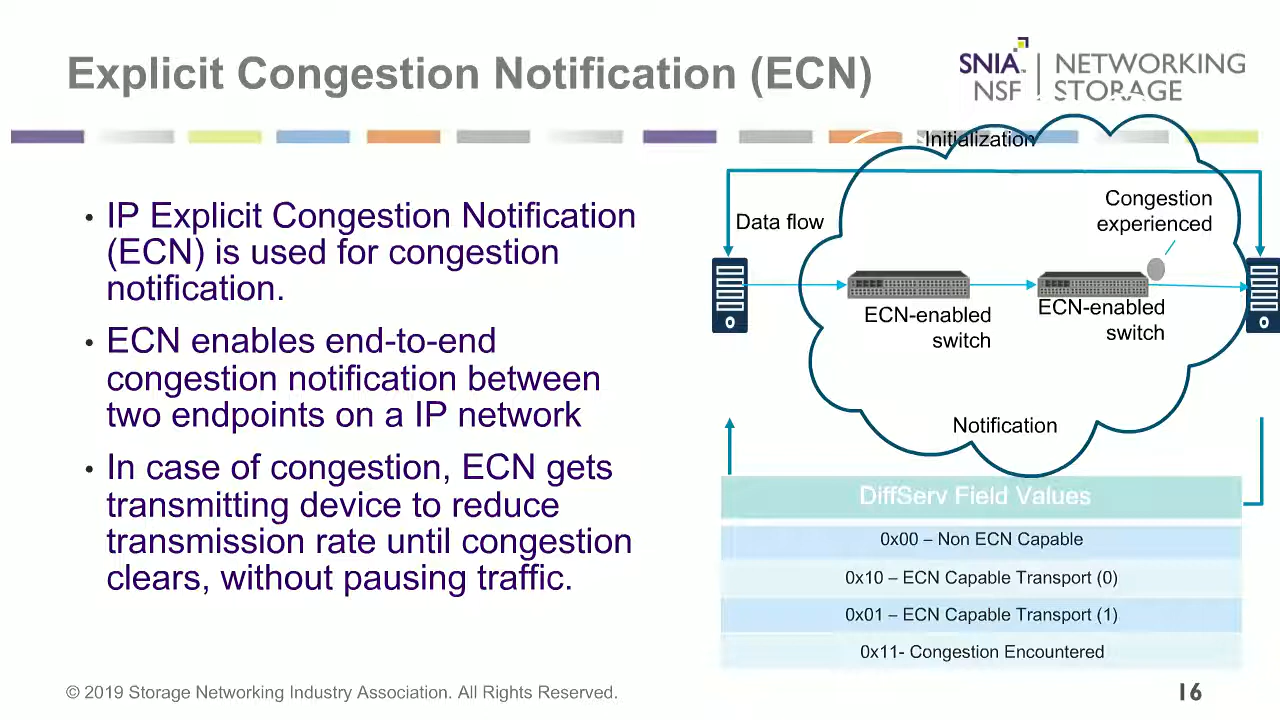 Explicit Congestion Notification (ECN)
SNIA
NSF
NETWORKING
STORAGE
• IP Explicit Congestion Notification
(ECN) is used for congestion
notification.
• ECN enables end-to-end
congestion notification between
two endpoints on a IP network
• In case of congestion, ECN gets
transmitting device to reduce
transmission rate until congestion
clears, without pausing traffic.
Initialization
Data flow
Congestion
experienced
ECN-enabled
switch
ECN-enabled
switch
Notification
DiffServ Field Values
0x00 – Non ECN Capable
0x10 – ECN Capable Transport (0)
0x01 – ECN Capable Transport (1)
0x11- Congestion Encountered
© 2019 Storage Networking Industry Association. All Rights Reserved.
16